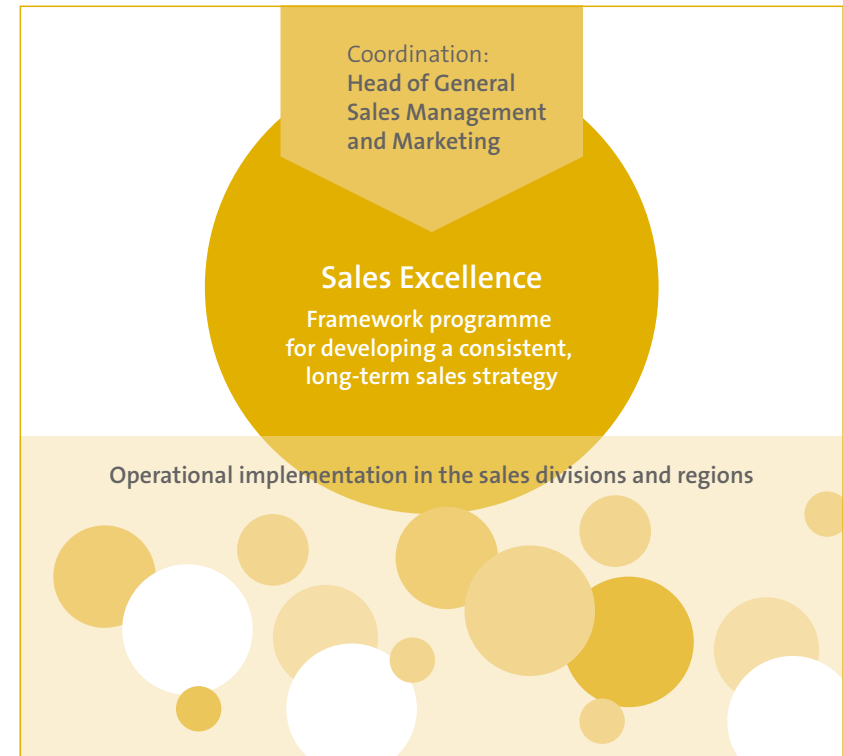 Coordination:
Head of General
Sales Management
and Marketing
Sales Excellence
Framework programme
for developing a consistent,
long-term sales strategy
Operational implementation in the sales divisions and regions